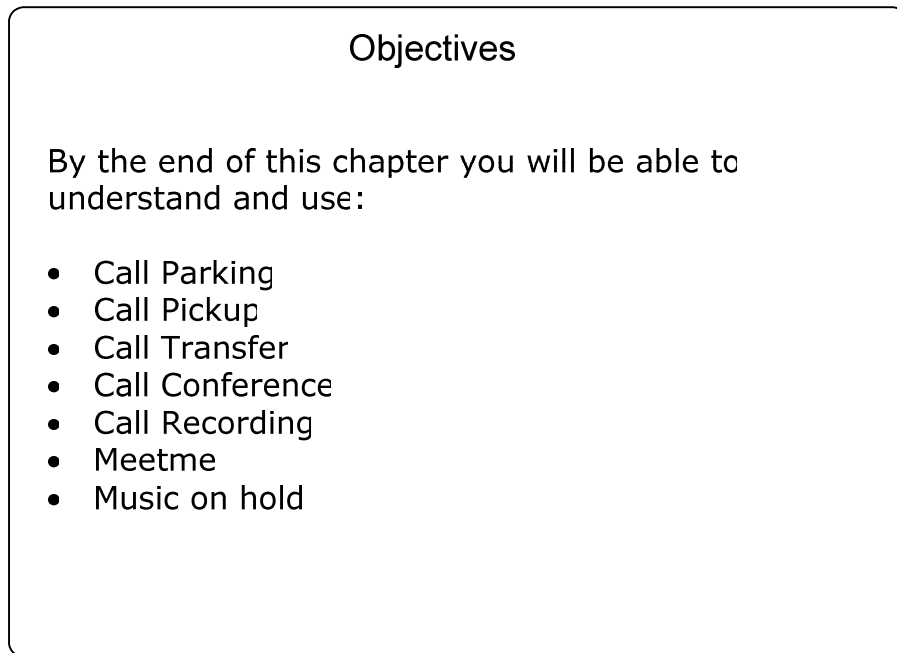 Objectives
By the end of this chapter you will be able to
understand and use:
• Call Parking
• Call Pickup
• Call Transfer
• Call Conference
• Call Recording
• Meetme
• Music on hold